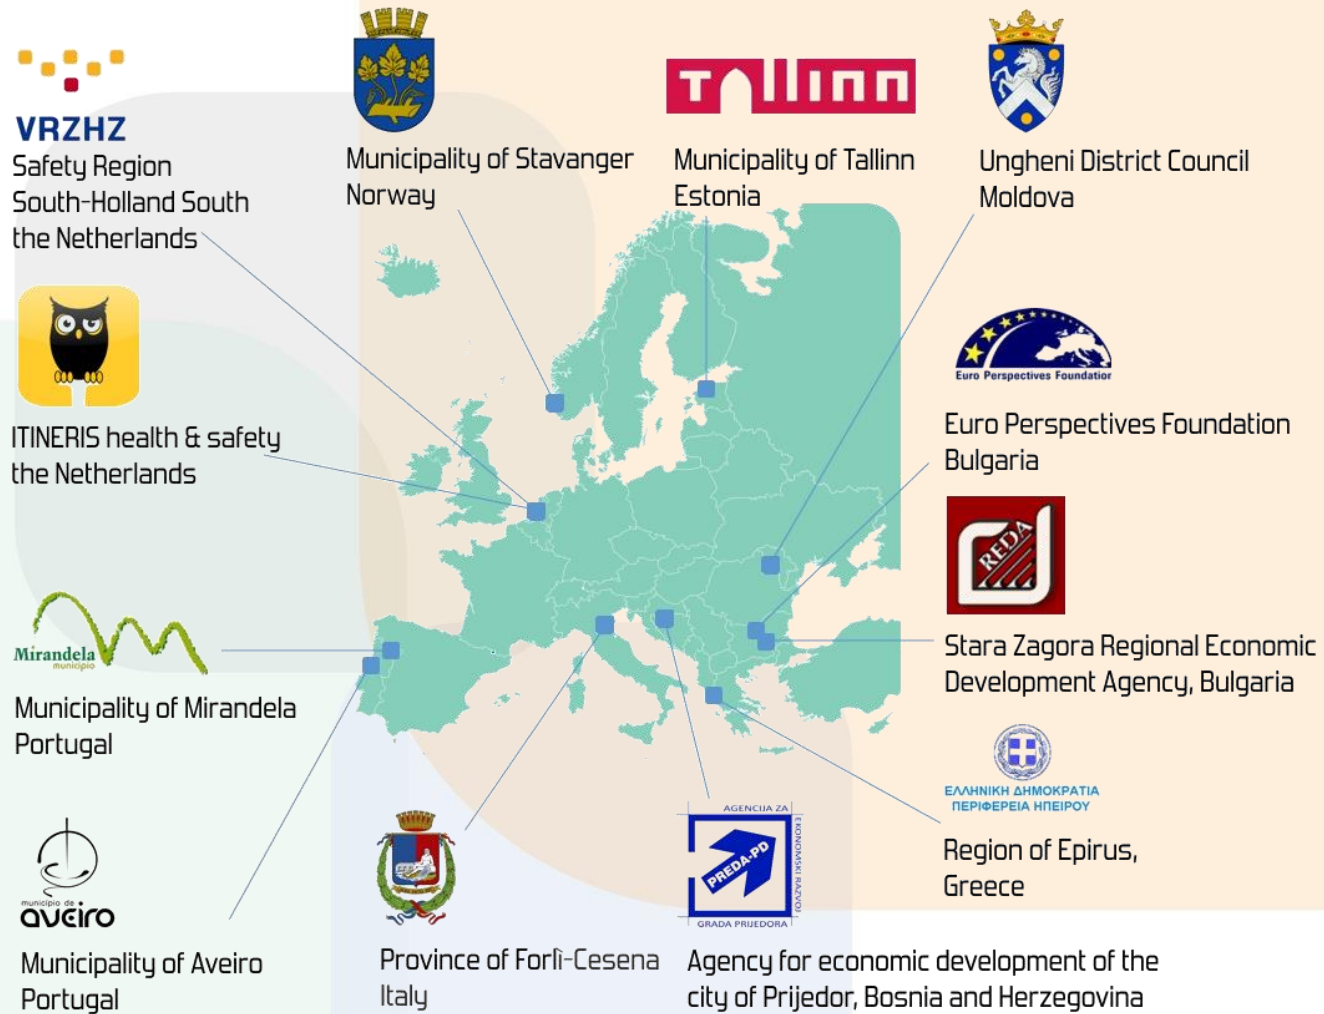 VRZHZ
Safety Region
South-Holland South
the Netherlands
Municipality of Stavanger
Norway
TALLINN
Municipality of Tallinn
Estonia
Ungheni District Council
Moldova
ITINERIS health & safety
the Netherlands
Euro Perspectives Foundation
Euro Perspectives Foundation
Bulgaria
REDA
Stara Zagora Regional Economic
Development Agency, Bulgaria
Mirandela
município
Municipality of Mirandela
Portugal
ΕΛΛΗΝΙΚΗ ΔΗΜΟΚΡΑΤΙΑ
ΠΕΡΙΦΕΡΕΙΑ ΗΠΕΙΡΟΥ
Region of Epirus,
Greece
município de
aveiro
Municipality of Aveiro
Portugal
Province of Forlì-Cesena
Italy
AGENCIJA ZA
EKONOMSKI RAZVOJ
PREDA-PD
GRADA PRIJEDORA
Agency for economic development of the
city of Prijedor, Bosnia and Herzegovina